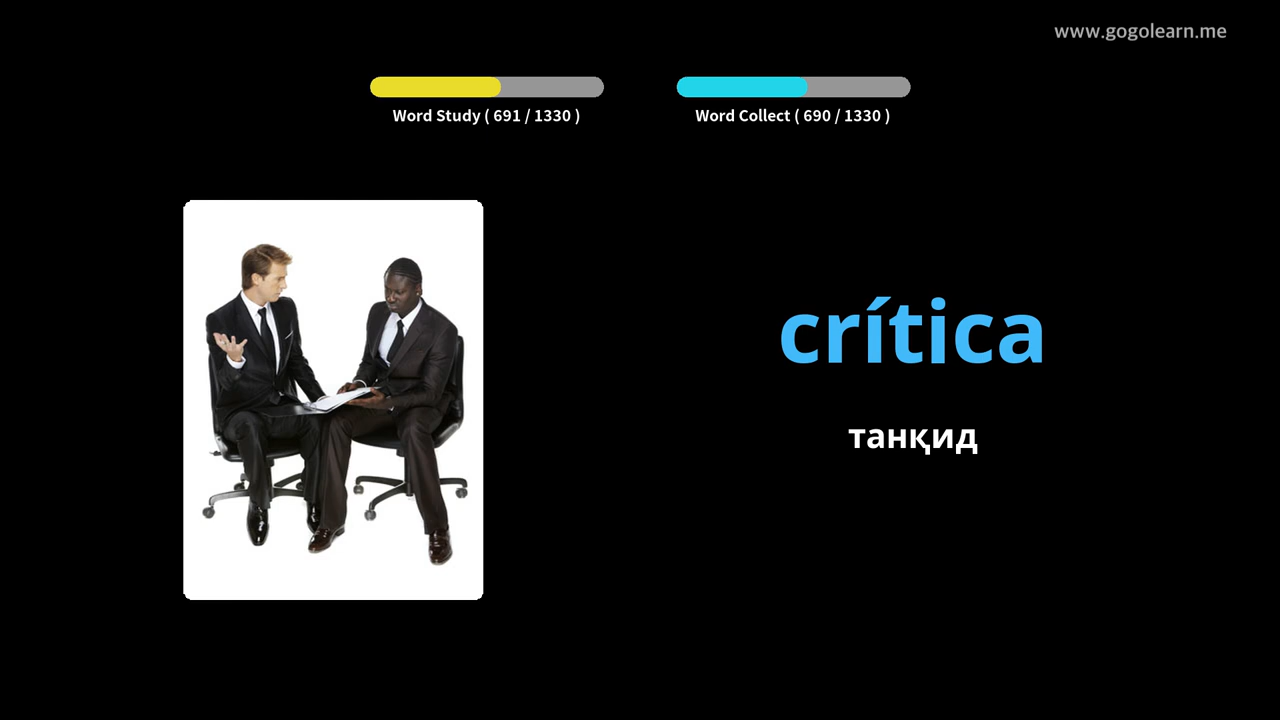 www.gogolearn.me
Word Study ( 691 / 1330 )
Word Collect ( 690 / 1330 )
crítica
танқид